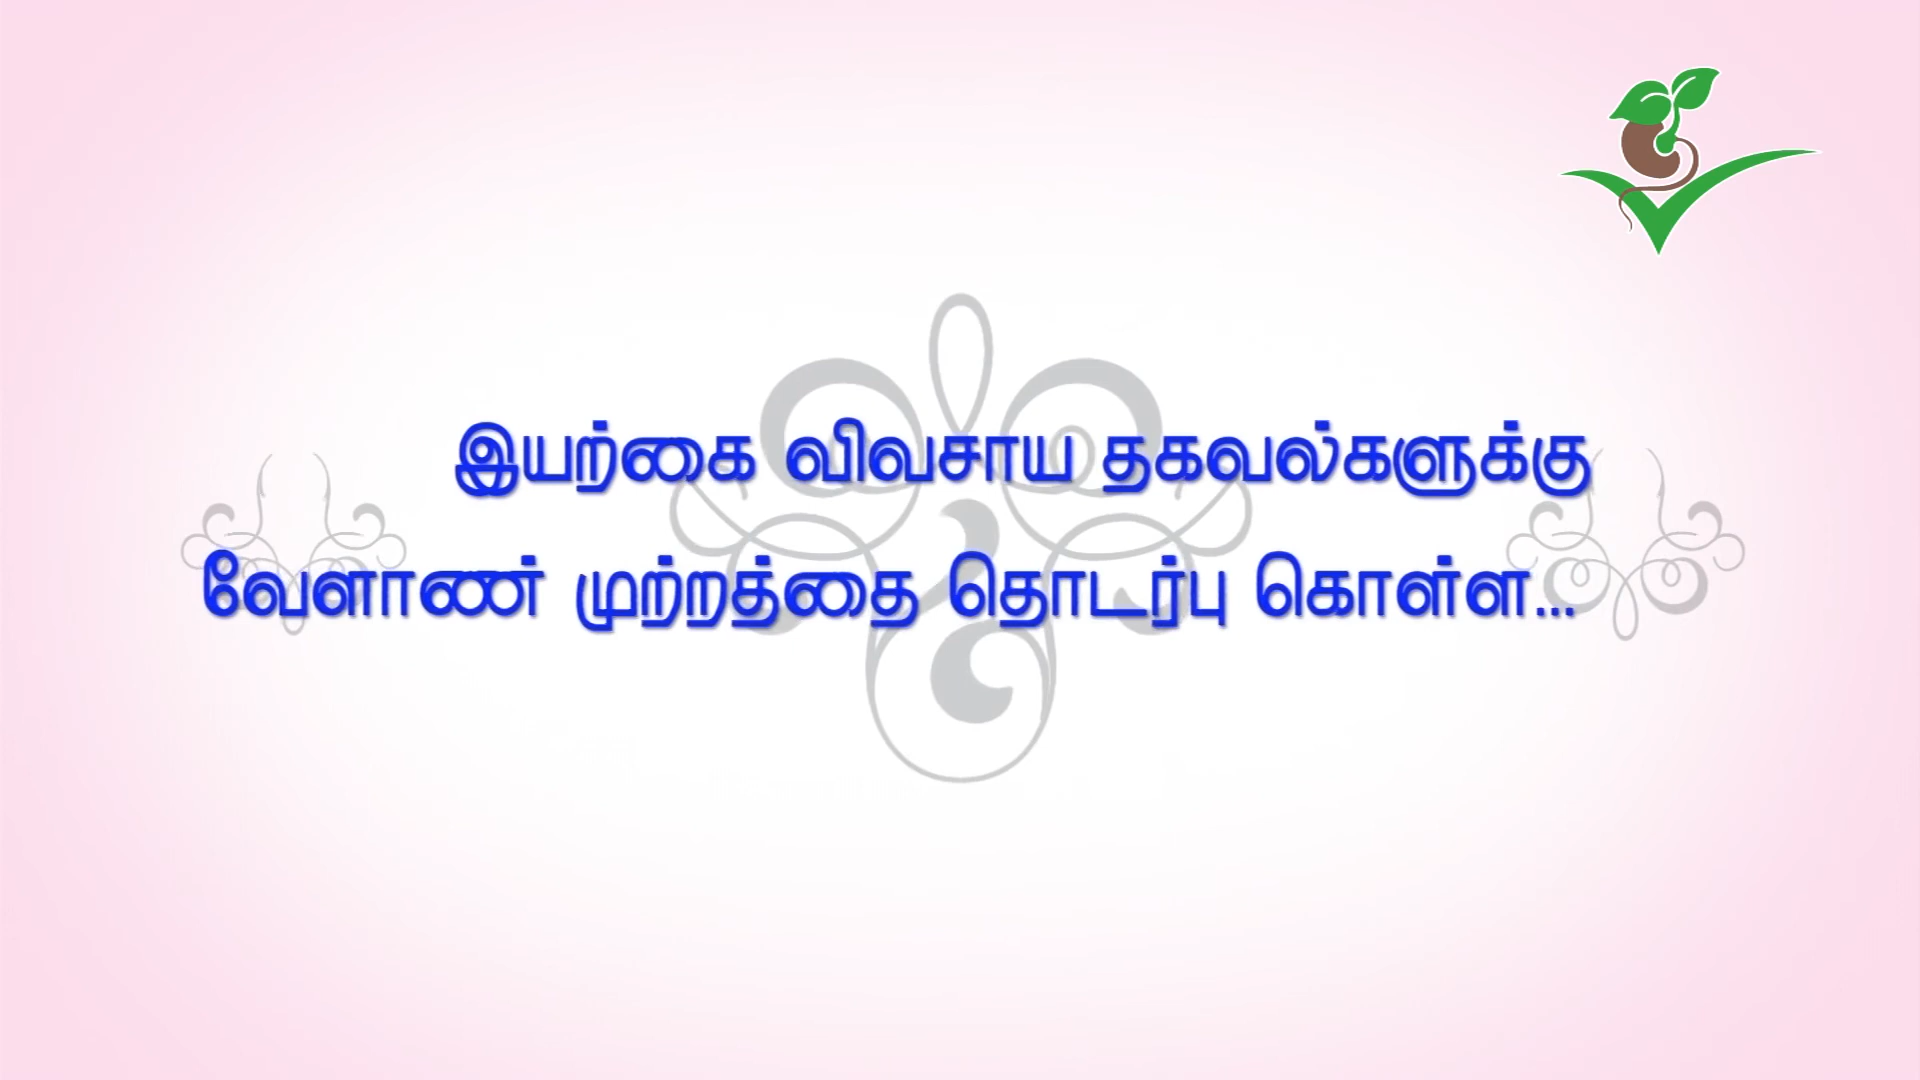 இயற்கை விவசாய தகவல்களுக்கு
வேளாண் முற்றத்தை தொடர்பு கொள்ள...